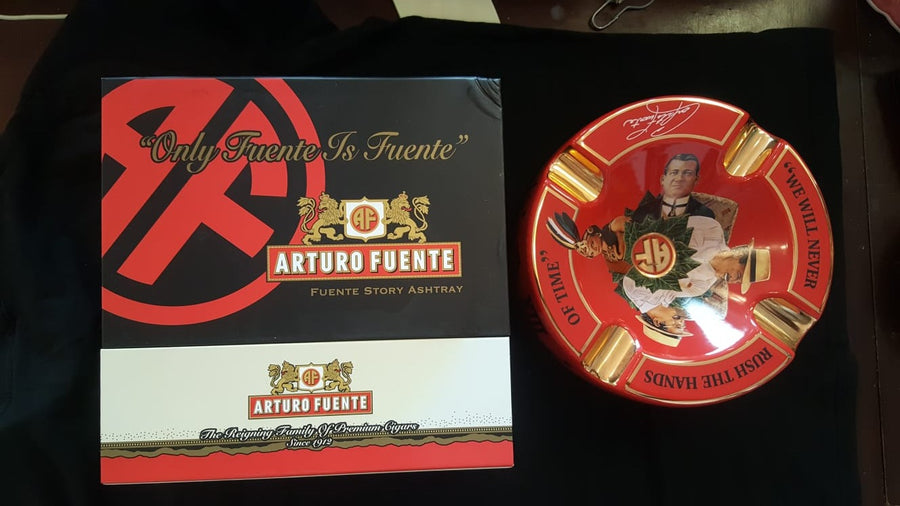 “Only Fuente Is Fuente”
AF
ARTURO FUENTE
FUENTE STORY ASHTRAY
AF
ARTURO FUENTE
The Reigning Family Of Premium Cigars
Since 1912
“WE WILL NEVER
RUSH THE HANDS
OF TIME”
AF